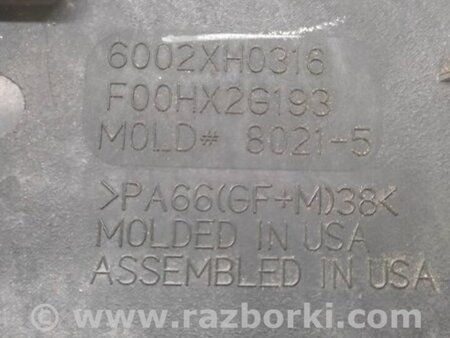 6002XH0316
F00HX2G193
MOLD# 8021-5
>PA66(GF+M)38<
MOLDED IN USA
ASSEMBLED IN USA
www.razborki.com